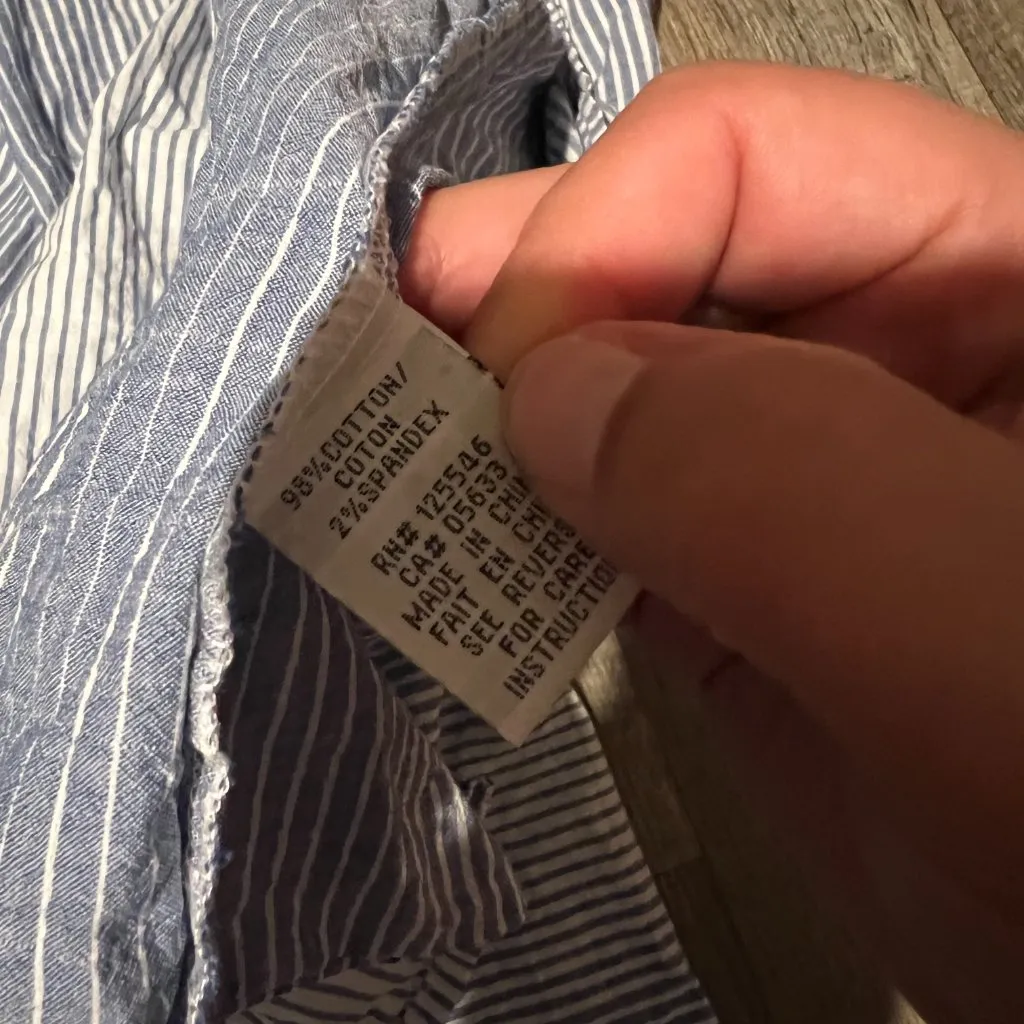 98%COTTON/
COTON
2%SPANDEX
RN# 125546
CA# 05633
MADE IN
FAIT EN
SEE
FOR CARE